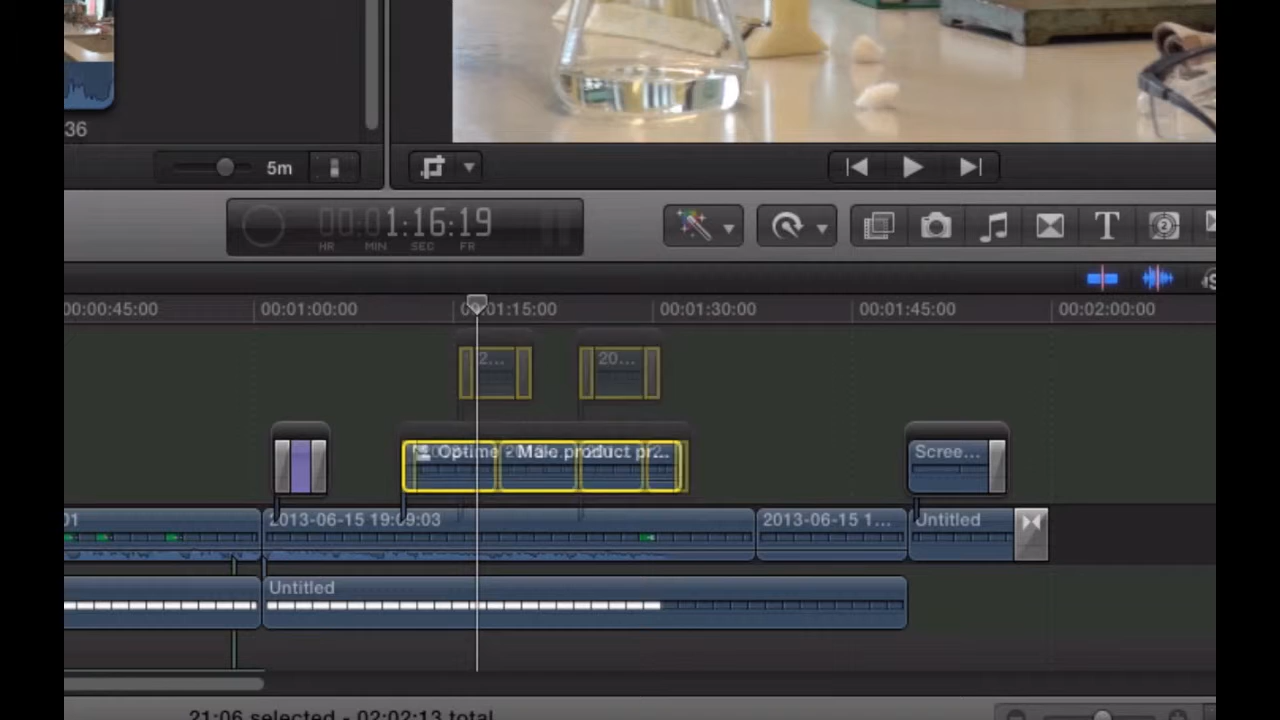 36
5m
00:01:16:19
HR MIN SEC FR
T
2
00:00:45:00 00:01:00:00 00:01:15:00 00:01:30:00 00:01:45:00 00:02:00:00
2... 20...
Optime - Male product pr... Scree...
01 2013-06-15 19:09:03 2013-06-15 1... Untitled
Untitled
21:06 selected - 02:02:13 total